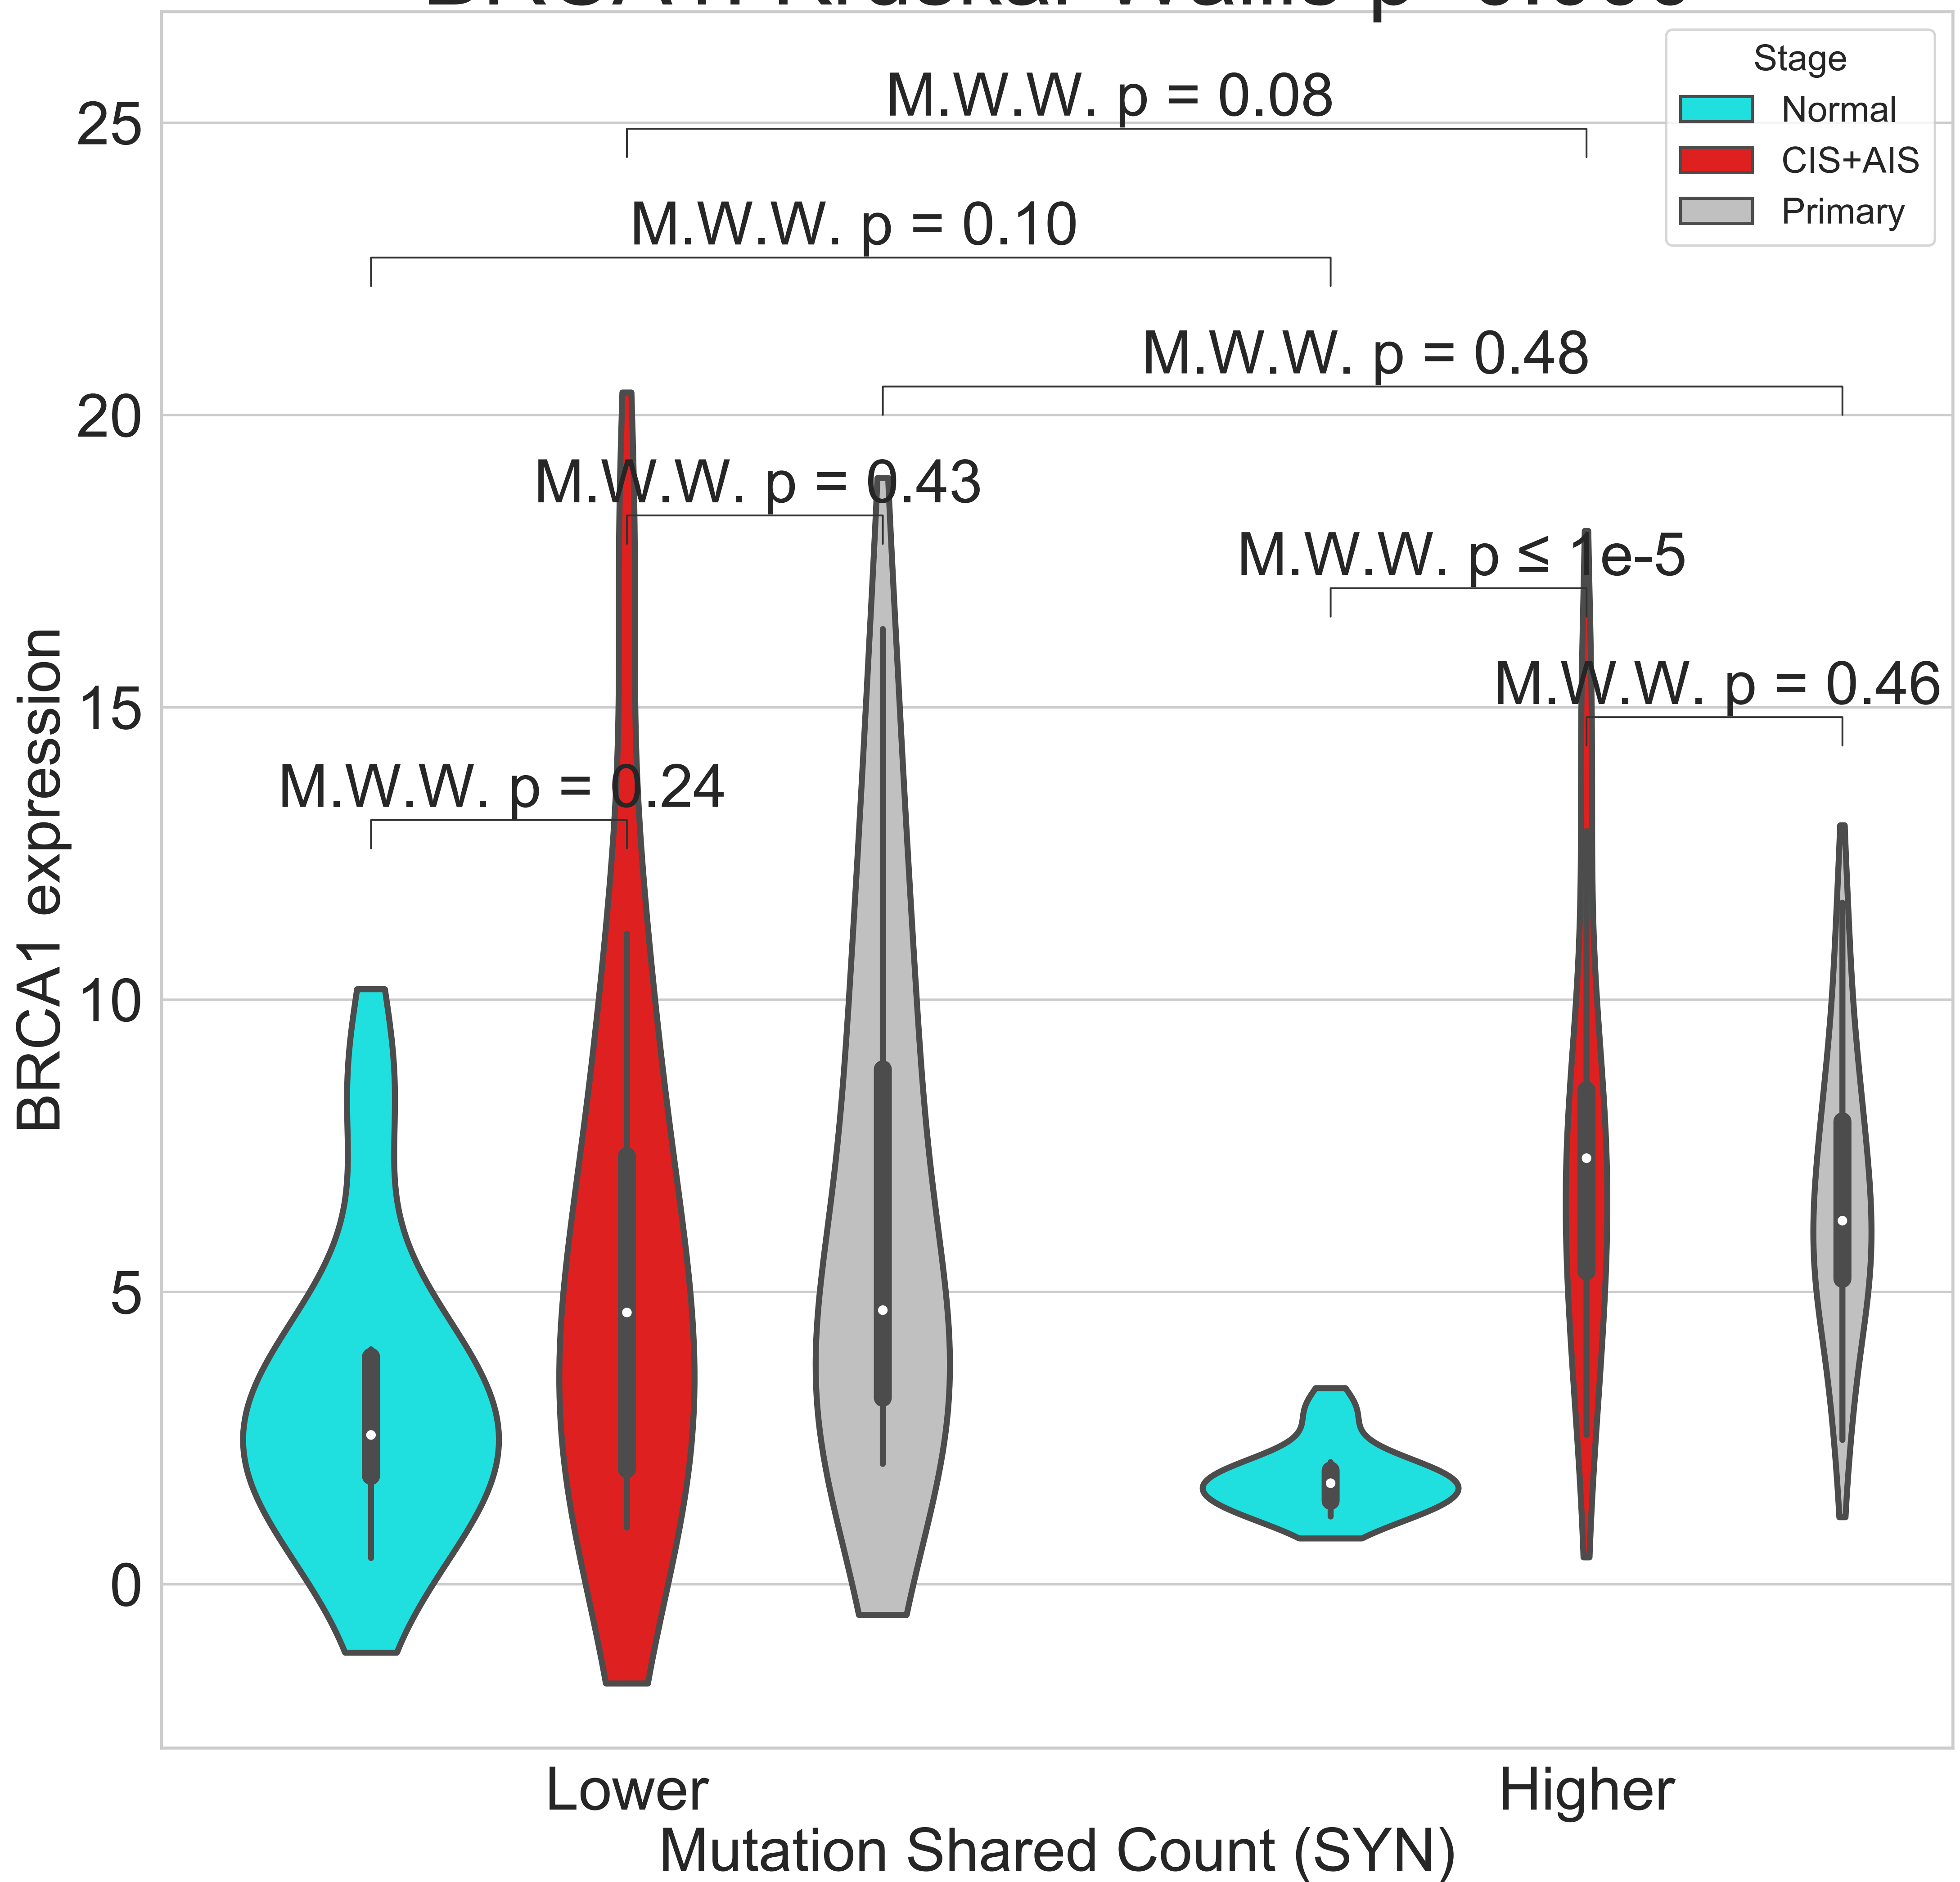 Stage
Normal
CIS+AIS
Primary
M.W.W. p = 0.08
M.W.W. p = 0.10
M.W.W. p = 0.48
M.W.W. p = 0.43
M.W.W. p ≤ 1e-5
M.W.W. p = 0.46
M.W.W. p = 0.24
25
20
15
10
5
0
BRCA1 expression
Lower
Higher
Mutation Shared Count (SYN)